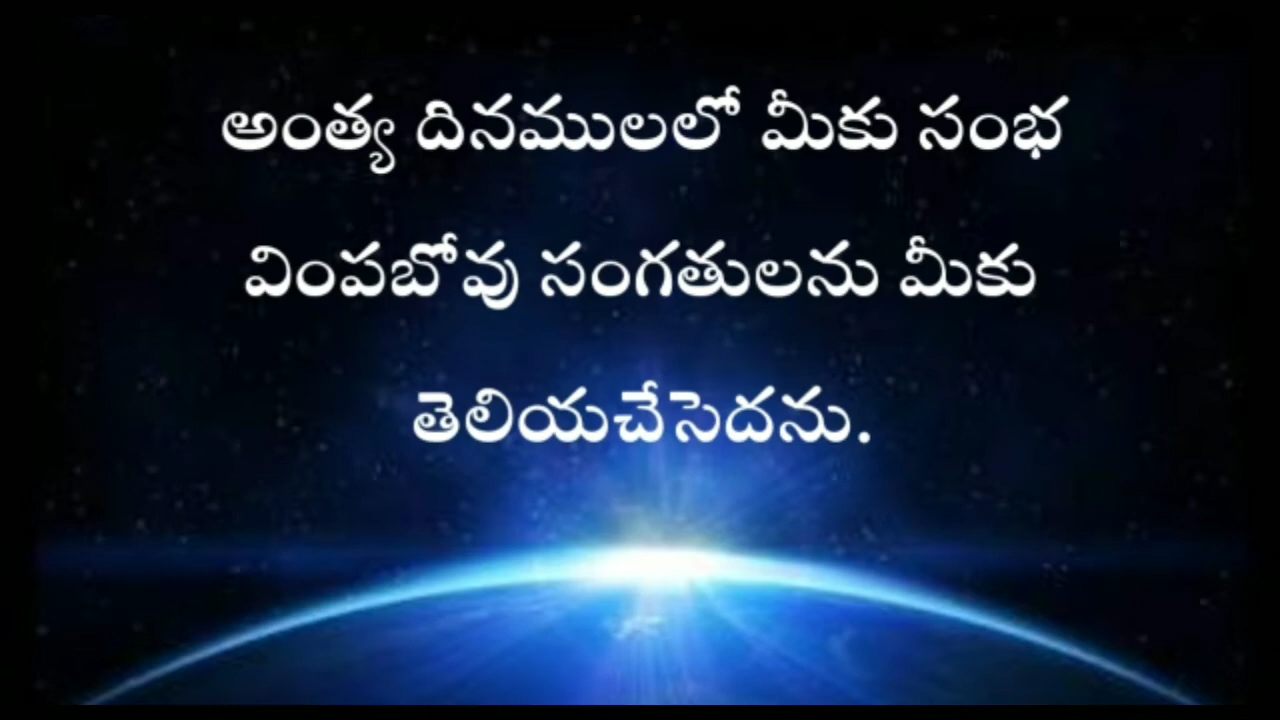 అంత్య దినములలో మీకు సంభ
వింపబోవు సంగతులను మీకు
తెలియచేసెదను.